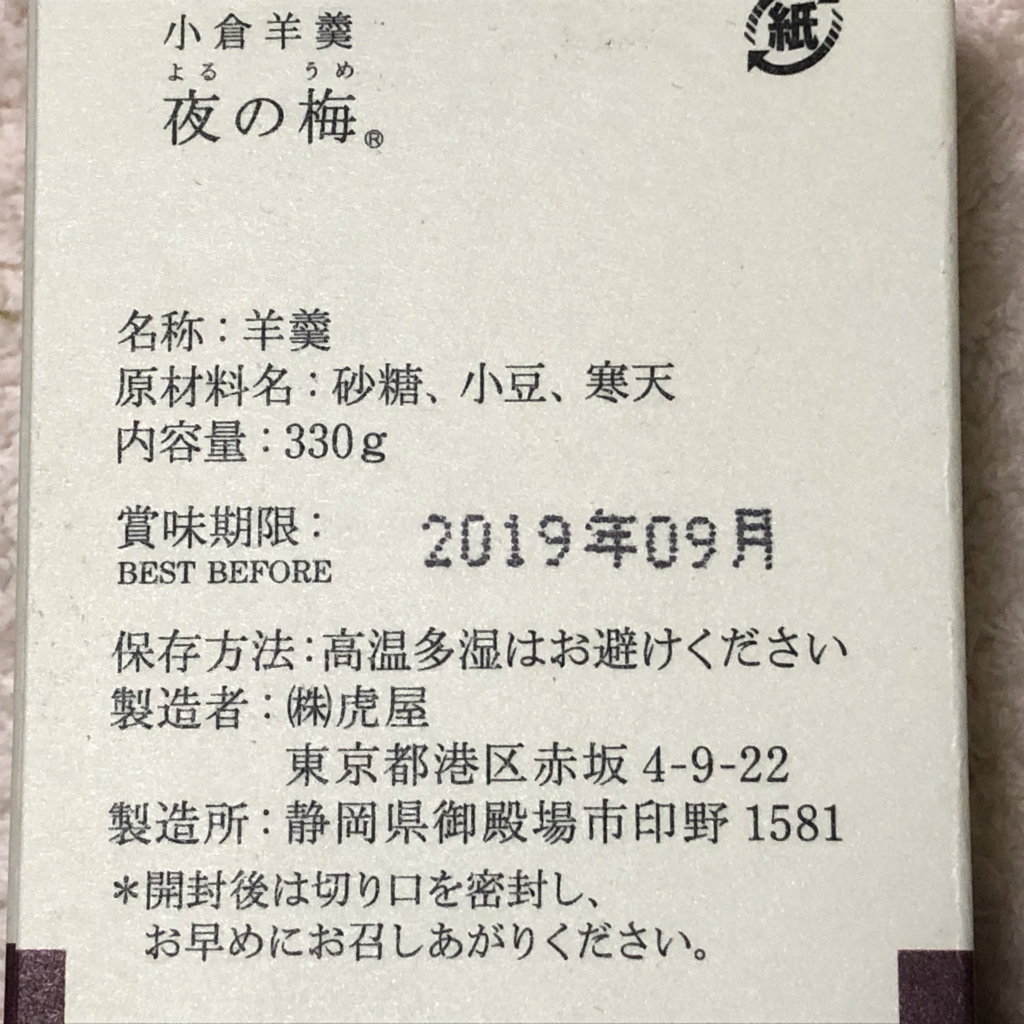 紙
小倉羊羹
よる うめ
夜の梅®
名称：羊羹
原材料名：砂糖、小豆、寒天
内容量：330g
賞味期限： 2019年09月
BEST BEFORE
保存方法：高温多湿はお避けください
製造者：㈱虎屋
東京都港区赤坂 4-9-22
製造所：静岡県御殿場市印野 1581
＊開封後は切り口を密封し、
お早めにお召しあがりください。